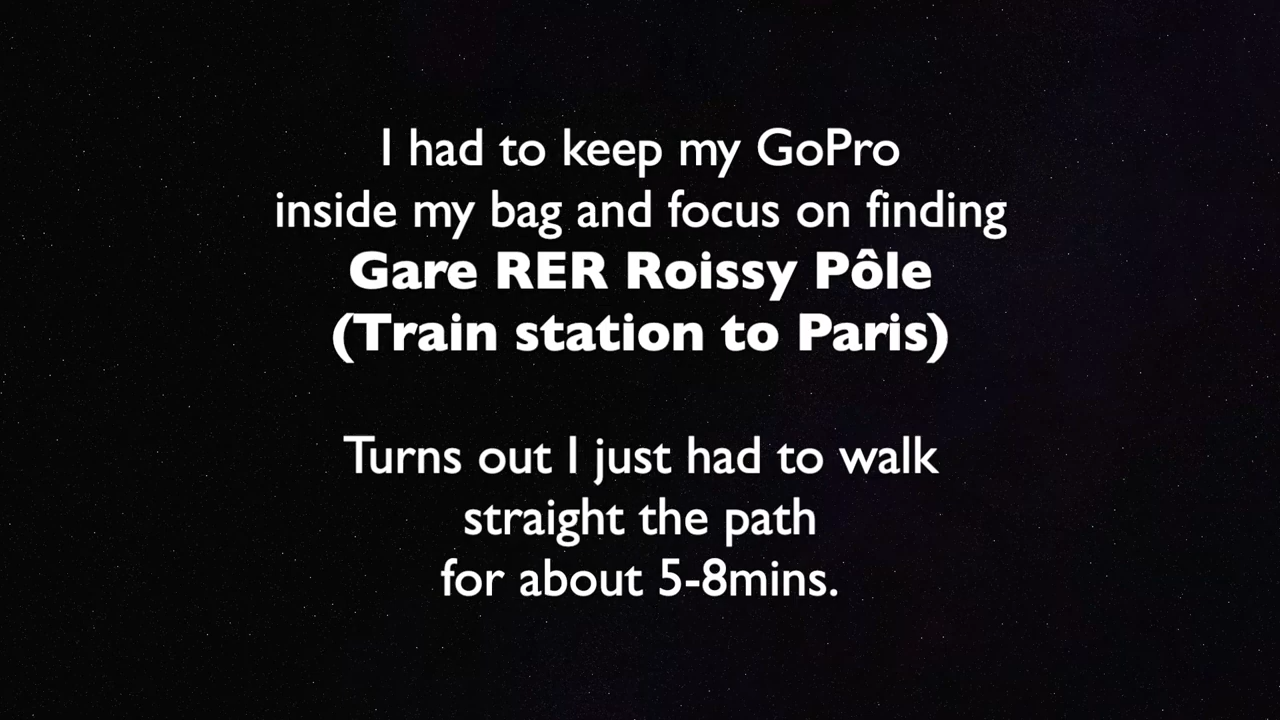 I had to keep my GoPro
inside my bag and focus on finding
Gare RER Roissy Pôle
(Train station to Paris)
Turns out I just had to walk
straight the path
for about 5-8mins.